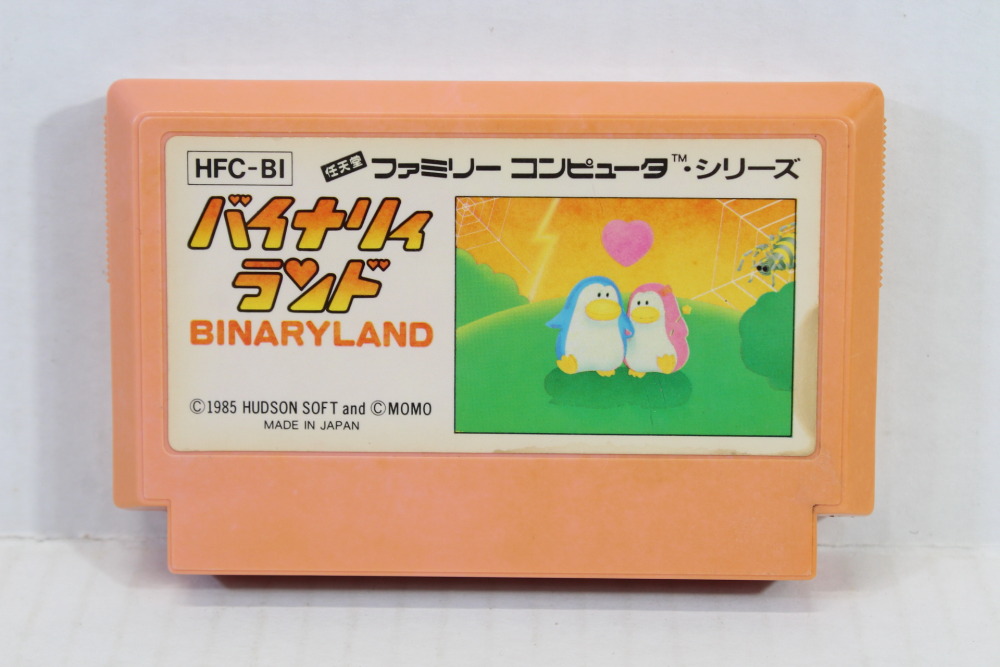 HFC-BI
任天堂 ファミリー コンピュータ™・シリーズ
バイナリィ
ランド
BINARYLAND
©1985 HUDSON SOFT and ©MOMO
MADE IN JAPAN